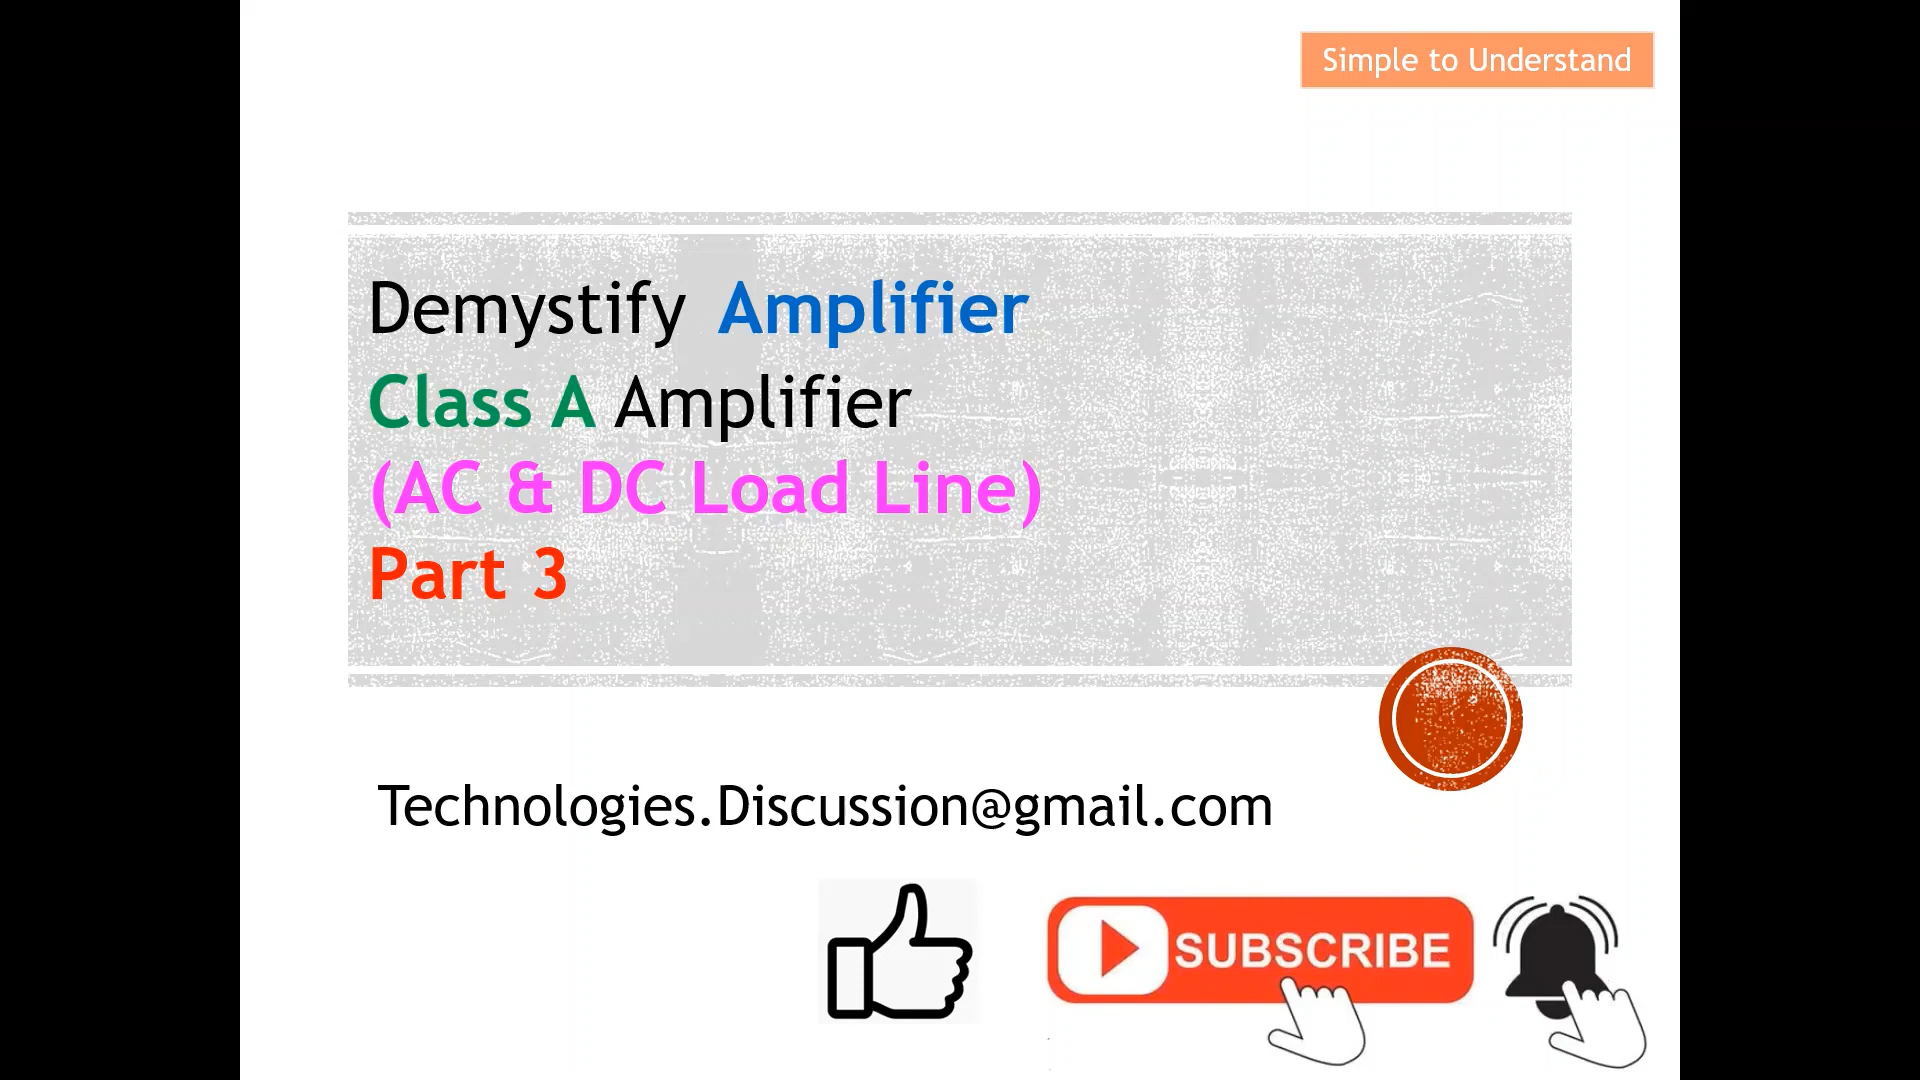 Simple to Understand
Demystify Amplifier
Class A Amplifier
(AC & DC Load Line)
Part 3
Technologies.Discussion@gmail.com
SUBSCRIBE